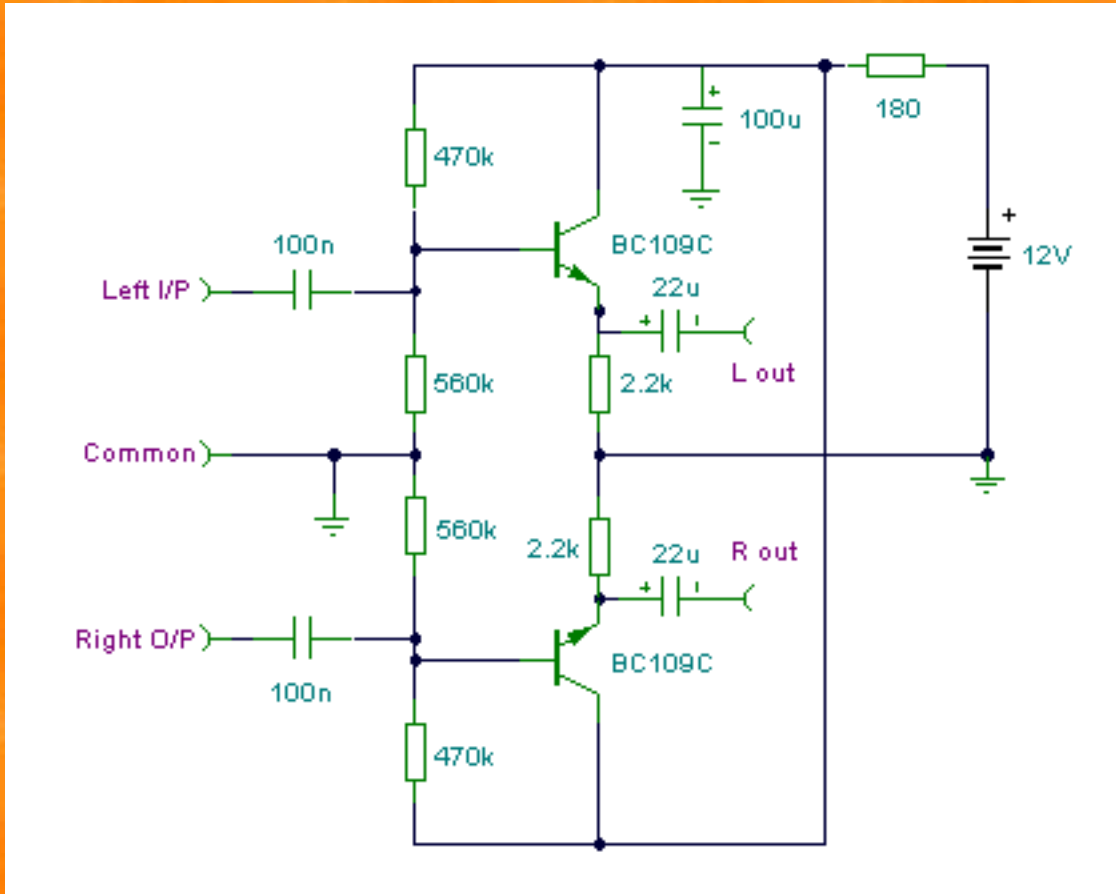 180
100u
470k
100n
BC109C
12V
Left I/P
22u
L out
560k
2.2k
Common
560k
2.2k
22u
R out
Right O/P
BC109C
100n
470k